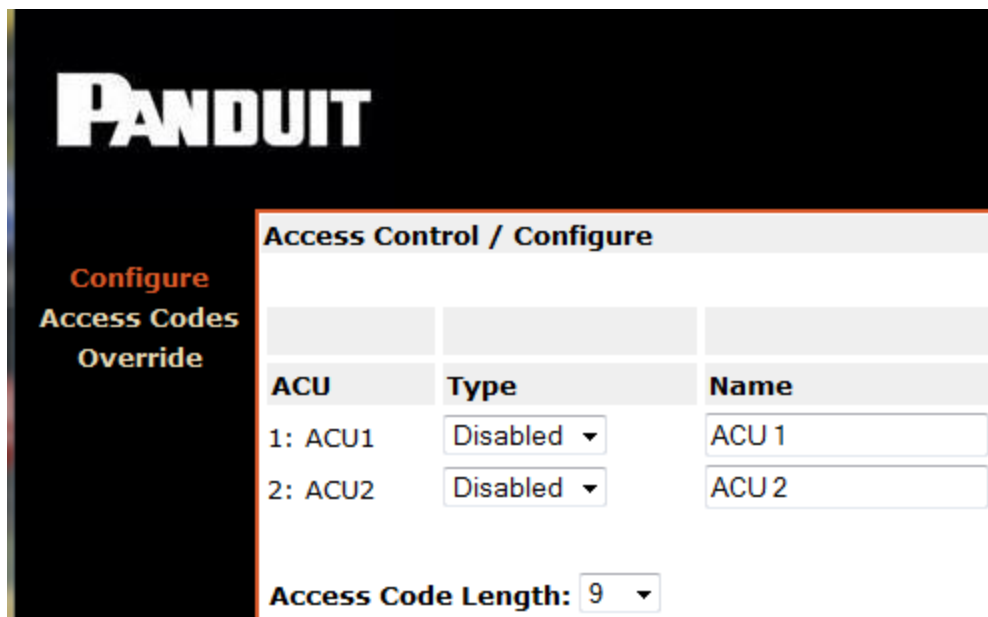 PANDUIT
Access Control / Configure
Configure
Access Codes
Override
ACU Type Name
1: ACU1 Disabled ACU 1
2: ACU2 Disabled ACU 2
Access Code Length: 9